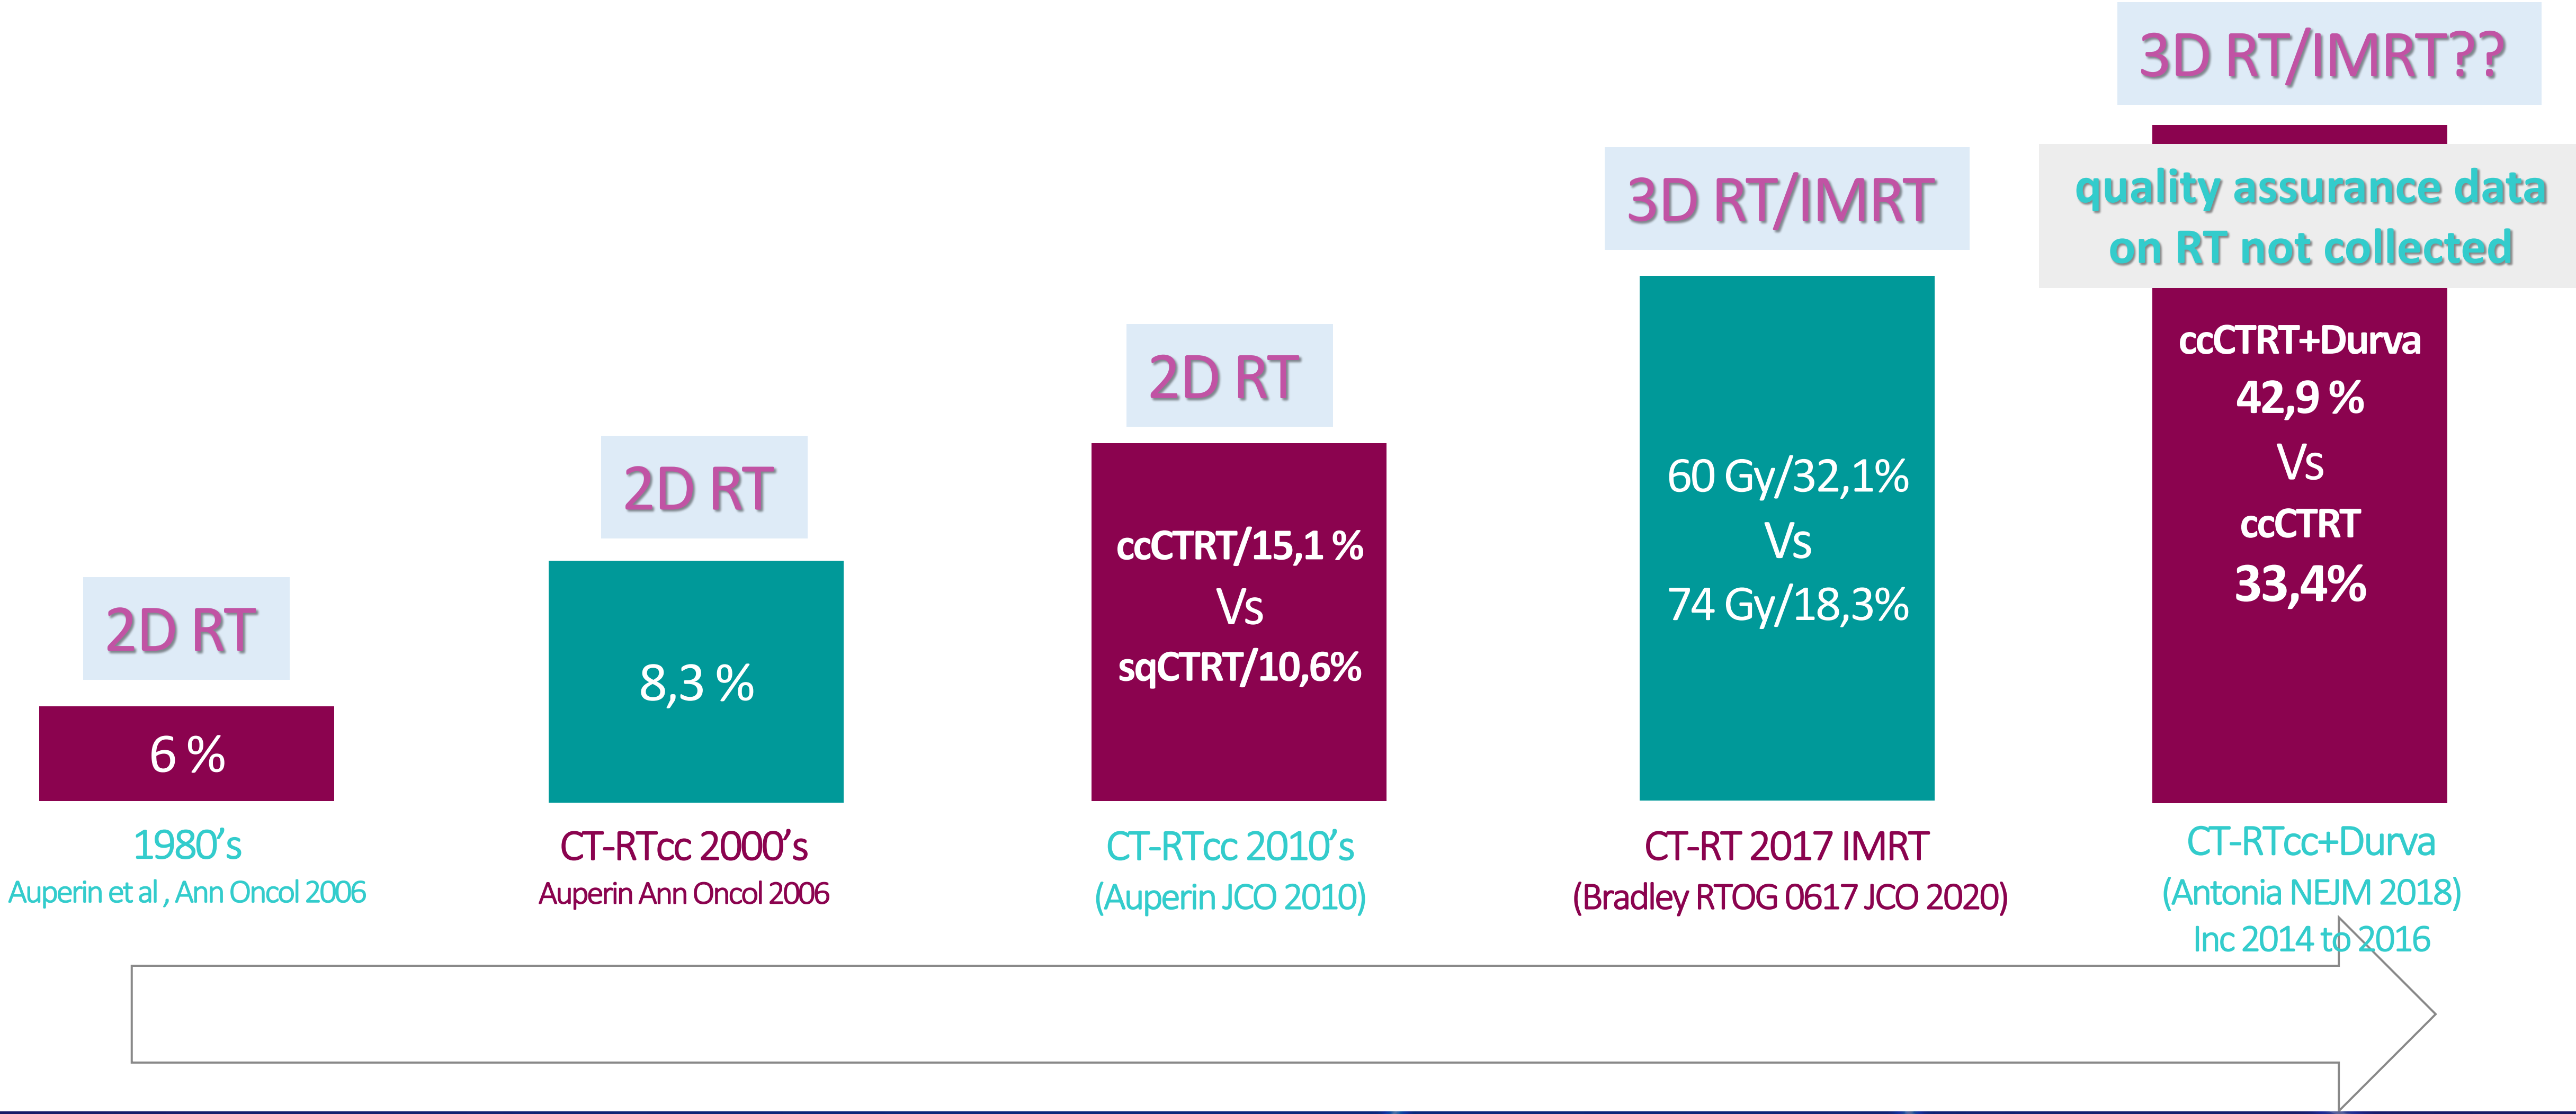 2D RT
6 %
1980's
Auperin et al , Ann Oncol 2006
2D RT
8,3 %
CT-RTcc 2000's
Auperin Ann Oncol 2006
2D RT
ccCTRT/15,1 %
Vs
sqCTRT/10,6%
CT-RTcc 2010's
(Auperin JCO 2010)
3D RT/IMRT
60 Gy/32,1%
Vs
74 Gy/18,3%
CT-RT 2017 IMRT
(Bradley RTOG 0617 JCO 2020)
3D RT/IMRT??
quality assurance data
on RT not collected
ccCTRT+Durva
42,9 %
Vs
ccCTRT
33,4%
CT-RTcc+Durva
(Antonia NEJM 2018)
Inc 2014 to 2016